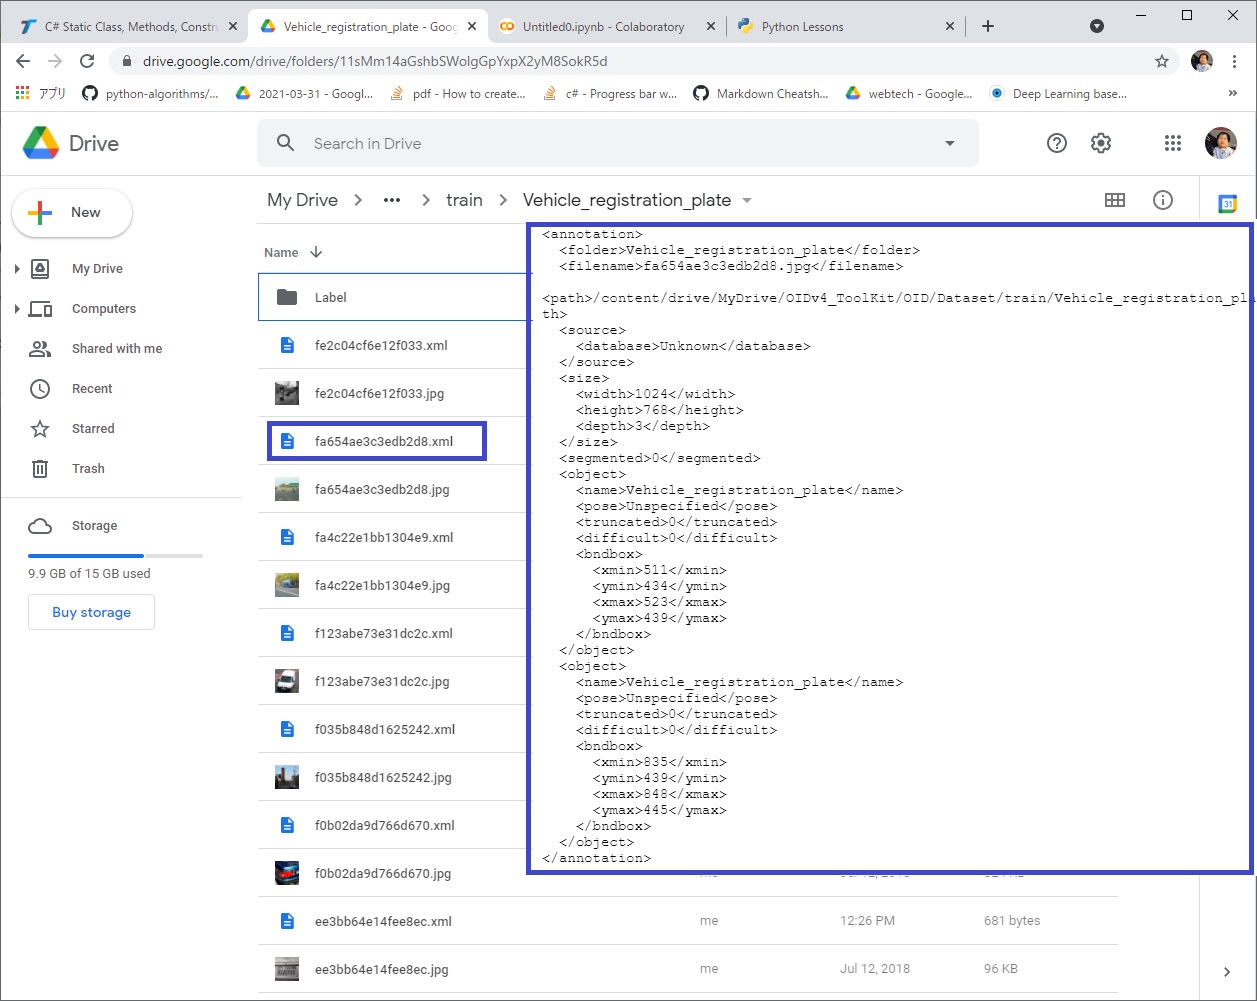 C# Static Class, Methods, Constru
Vehicle_registration_plate - Goog
Untitled0.ipynb - Colaboratory
Python Lessons
drive.google.com/drive/folders/11sMm14aGshbSWolgGpYxpX2yM8SokR5d
アプリ
python-algorithms/...
2021-03-31 - Googl...
pdf - How to create...
c# - Progress bar w...
Markdown Cheatsh...
webtech - Google...
Deep Learning base...
Drive
Search in Drive
New
My Drive
Computers
Shared with me
Recent
Starred
Trash
Storage
9.9 GB of 15 GB used
Buy storage
My Drive > ••• > train > Vehicle_registration_plate
31
Name
Label
fe2c04cf6e12f033.xml
fe2c04cf6e12f033.jpg
fa654ae3c3edb2d8.xml
fa654ae3c3edb2d8.jpg
fa4c22e1bb1304e9.xml
fa4c22e1bb1304e9.jpg
f123abe73e31dc2c.xml
f123abe73e31dc2c.jpg
f035b848d1625242.xml
f035b848d1625242.jpg
f0b02da9d766d670.xml
f0b02da9d766d670.jpg
ee3bb64e14fee8ec.xml me 12:26 PM 681 bytes
ee3bb64e14fee8ec.jpg me Jul 12, 2018 96 KB
<annotation>
<folder>Vehicle_registration_plate</folder>
<filename>fa654ae3c3edb2d8.jpg</filename>
<path>/content/drive/MyDrive/OIDv4_ToolKit/OID/Dataset/train/Vehicle_registration_pla
th>
<source>
<database>Unknown</database>
</source>
<size>
<width>1024</width>
<height>768</height>
<depth>3</depth>
</size>
<segmented>0</segmented>
<object>
<name>Vehicle_registration_plate</name>
<pose>Unspecified</pose>
<truncated>0</truncated>
<difficult>0</difficult>
<bndbox>
<xmin>511</xmin>
<ymin>434</ymin>
<xmax>523</xmax>
<ymax>439</ymax>
</bndbox>
</object>
<object>
<name>Vehicle_registration_plate</name>
<pose>Unspecified</pose>
<truncated>0</truncated>
<difficult>0</difficult>
<bndbox>
<xmin>835</xmin>
<ymin>439</ymin>
<xmax>848</xmax>
<ymax>445</ymax>
</bndbox>
</object>
</annotation>